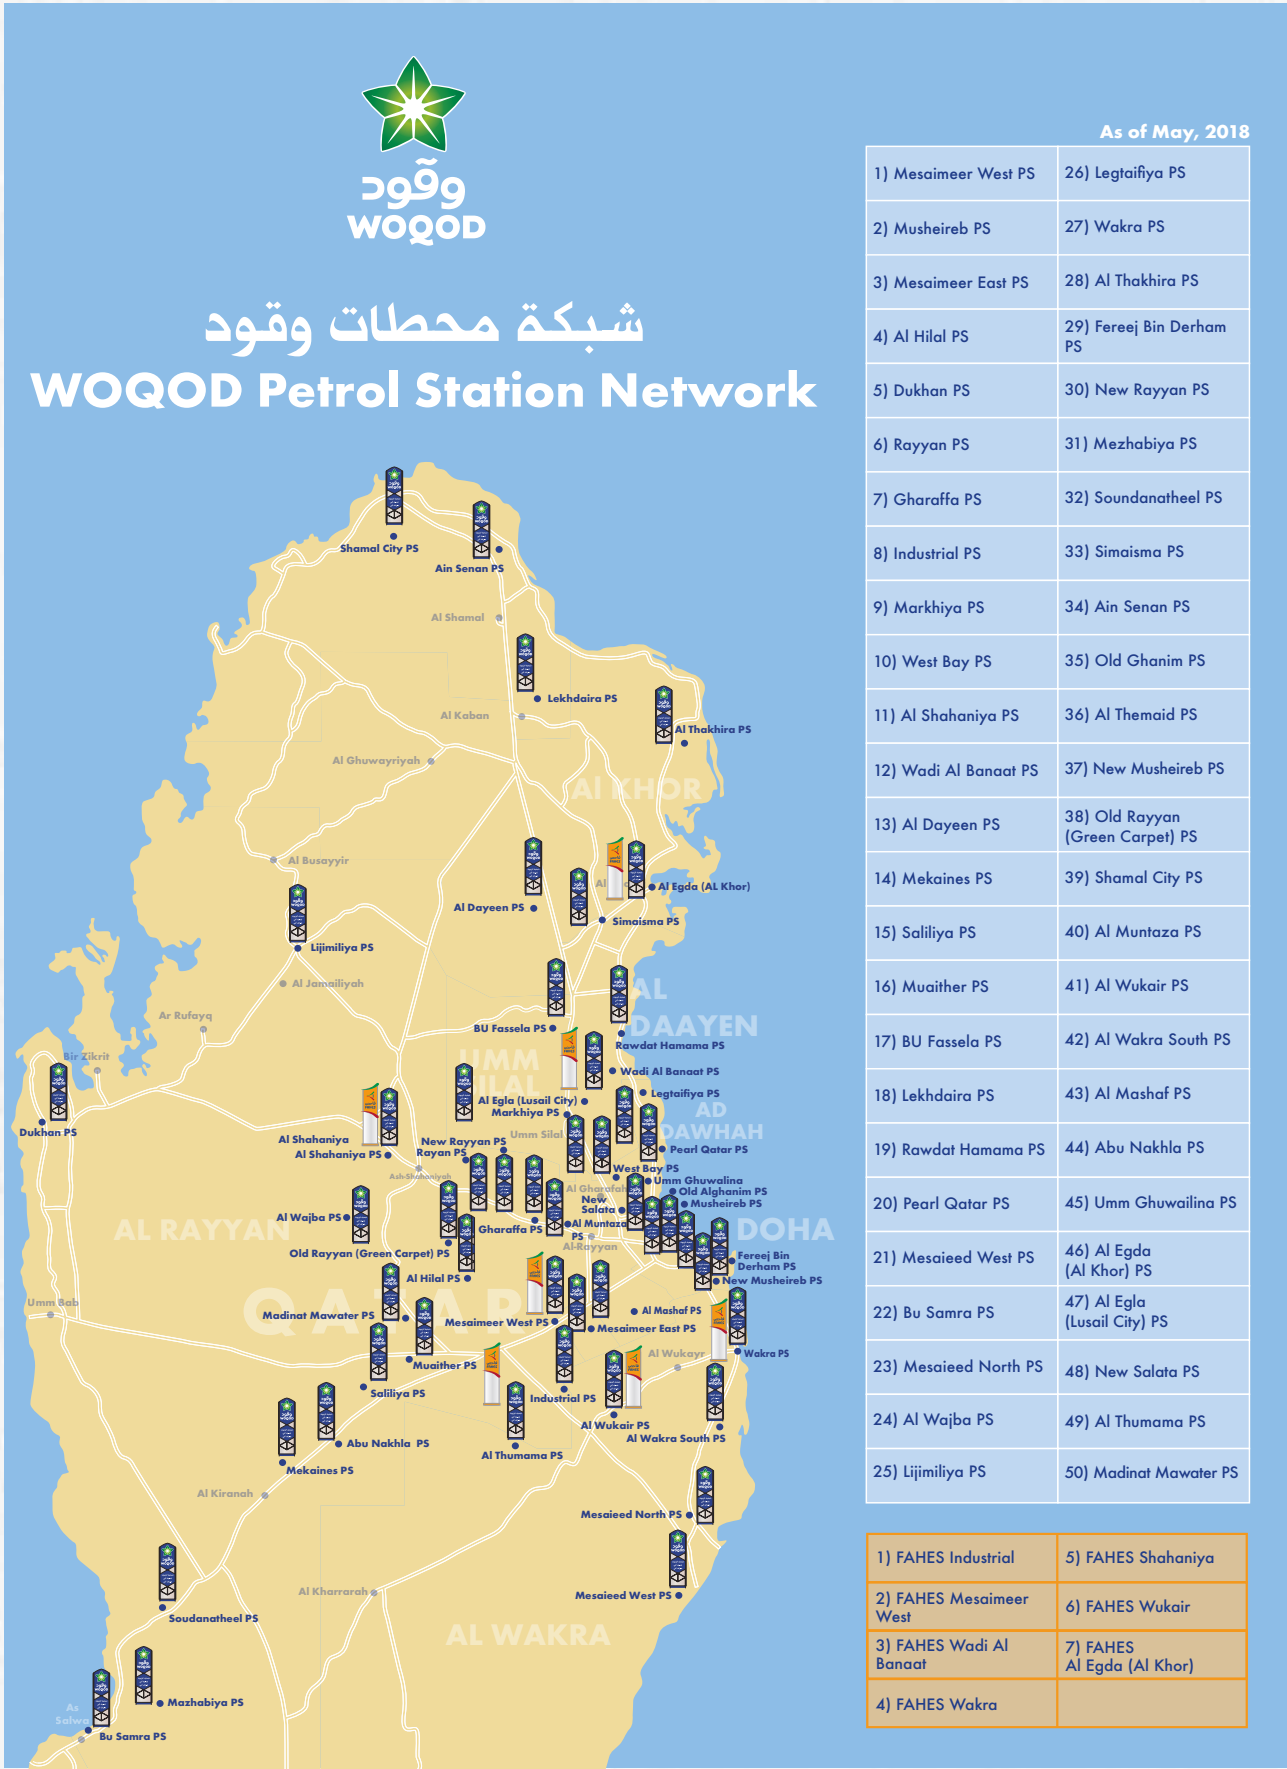 وقود
WOQOD
شبكة محطات وقود
WOQOD Petrol Station Network
As of May, 2018
1) Mesaimeer West PS
2) Musheireb PS
3) Mesaimeer East PS
4) Al Hilal PS
5) Dukhan PS
6) Rayyan PS
7) Gharaffa PS
8) Industrial PS
9) Markhiya PS
10) West Bay PS
11) Al Shahaniya PS
12) Wadi Al Banaat PS
13) Al Dayeen PS
14) Mekaines PS
15) Saliliya PS
16) Muaither PS
17) BU Fassela PS
18) Lekhdaira PS
19) Rawdat Hamama PS
20) Pearl Qatar PS
21) Mesaieed West PS
22) Bu Samra PS
23) Mesaieed North PS
24) Al Wajba PS
25) Lijimiliya PS
26) Legtaifiya PS
27) Wakra PS
28) Al Thakhira PS
29) Fereej Bin Derham
PS
30) New Rayyan PS
31) Mezhabiya PS
32) Soundanatheel PS
33) Simaisma PS
34) Ain Senan PS
35) Old Ghanim PS
36) Al Themaid PS
37) New Musheireb PS
38) Old Rayyan
(Green Carpet) PS
39) Shamal City PS
40) Al Muntaza PS
41) Al Wukair PS
42) Al Wakra South PS
43) Al Mashaf PS
44) Abu Nakhla PS
45) Umm Ghuwailina PS
46) Al Egda
(Al Khor) PS
47) Al Egla
(Lusail City) PS
48) New Salata PS
49) Al Thumama PS
50) Madinat Mawater PS
1) FAHES Industrial
2) FAHES Mesaimeer
West
3) FAHES Wadi Al
Banaat
4) FAHES Wakra
5) FAHES Shahaniya
6) FAHES Wukair
7) FAHES
Al Egda (Al Khor)
Shamal City PS
Ain Senan PS
Al Shamal
Lekhdaira PS
Al Kaban
Al Thakhira PS
Al Ghuwayriyah
Al KHOR
Al Busayyir
Al Egda (AL Khor)
Al Dayeen PS
Simaisma PS
Lijimiliya PS
Al Jamailiyah
AL
DAAYEN
Ar Rufayq
BU Fassela PS
Rawdat Hamama PS
Bir Zikrit
UMM
Wadi Al Banaat PS
Al Egla (Lusail City)
Legtaifiya PS
Markhiya PS
AD
DAWHAH
Dukhan PS
Al Shahaniya
Al Shahaniya PS
New Rayyan PS
Rayan PS
Umm Silal
Pearl Qatar PS
West Bay PS
Ash-Shahaniyah
Umm Ghuwalina
Al Gharafah
Old Alghanim PS
New
Salata
Musheireb PS
Al Wajba PS
AL RAYYAN
Gharaffa PS
Al Muntaza
PS
DOHA
Al-Rayyan
Old Rayyan (Green Carpet) PS
Fereej Bin
Derham PS
Al Hilal PS
New Musheireb PS
Umm Bab
QATAR
Madinat Mawater PS
Mesaimeer West PS
Al Mashaf PS
Mesaimeer East PS
Muaither PS
Al Wukayr
Wakra PS
Saliliya PS
Industrial PS
Al Wukair PS
Al Wakra South PS
Abu Nakhla PS
Al Thumama PS
Mekaines PS
Al Kiranah
Mesaieed North PS
Al Kharrarah
Mesaieed West PS
Soudanatheel PS
AL WAKRA
Mazhabiya PS
As
Salwa
Bu Samra PS